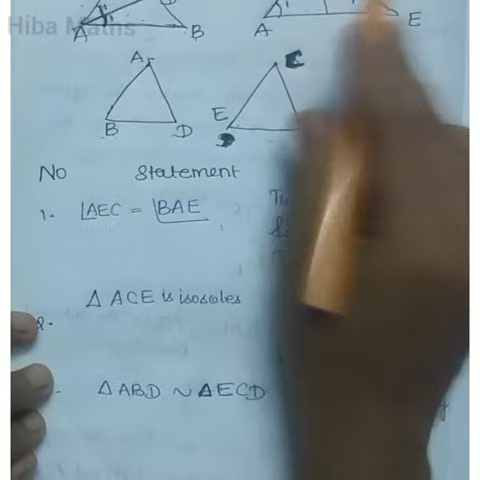 Hiba Maths
A B A E
A
E
B D
No Statement
1. ∠AEC = ∠BAE
Δ ACE is isosceles
2.
Δ ABD ~ Δ ECD